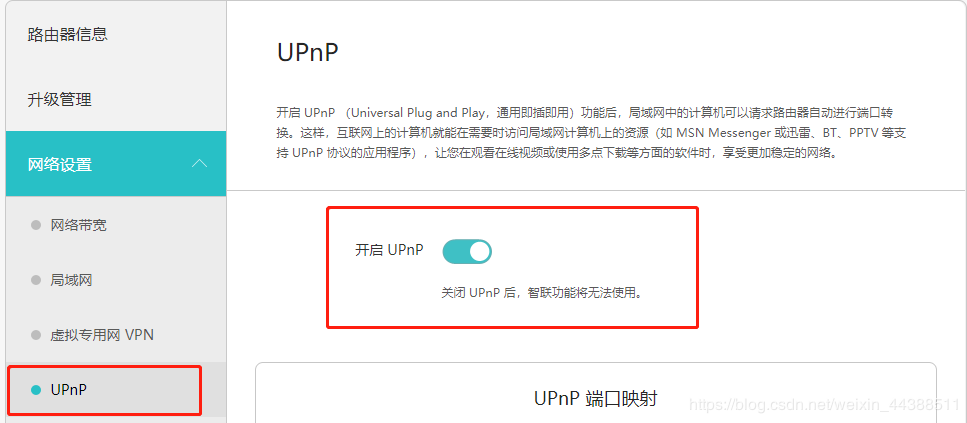 路由器信息
升级管理
网络设置
网络带宽
局域网
虚拟专用网 VPN
UPnP
UPnP
开启 UPnP （Universal Plug and Play，通用即插即用）功能后，局域网中的计算机可以请求路由器自动进行端口转
换。这样，互联网上的计算机就能在需要时访问局域网计算机上的资源（如 MSN Messenger 或迅雷、BT、PPTV 等支
持 UPnP 协议的应用程序），让您在观看在线视频或使用多点下载等方面的软件时，享受更加稳定的网络。
开启 UPnP
关闭 UPnP 后，智联功能将无法使用。
UPnP 端口映射
https://blog.csdn.net/weixin_44388511